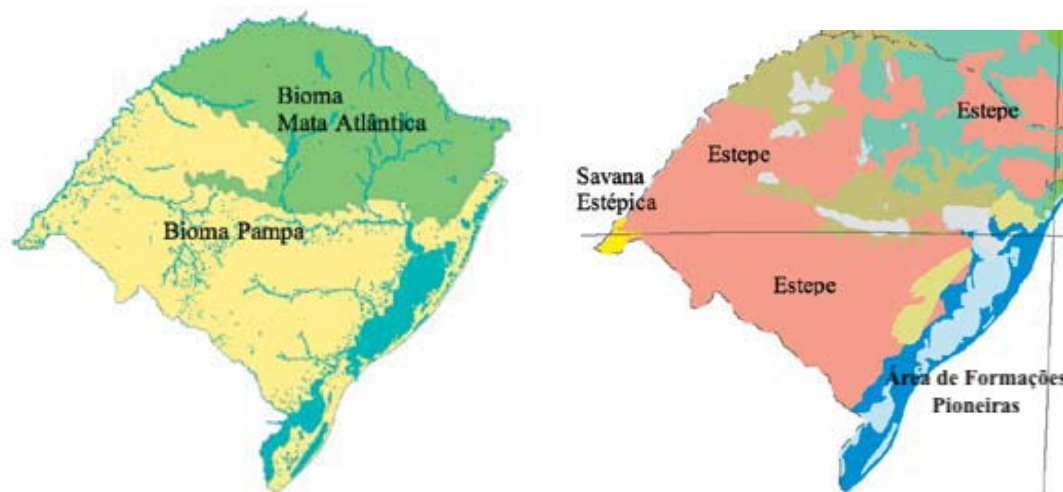 Bioma
Mata Atlântica
Bioma Pampa
Estepe
Estepe
Savana
Estépica
Estepe
Área de Formações
Pioneiras